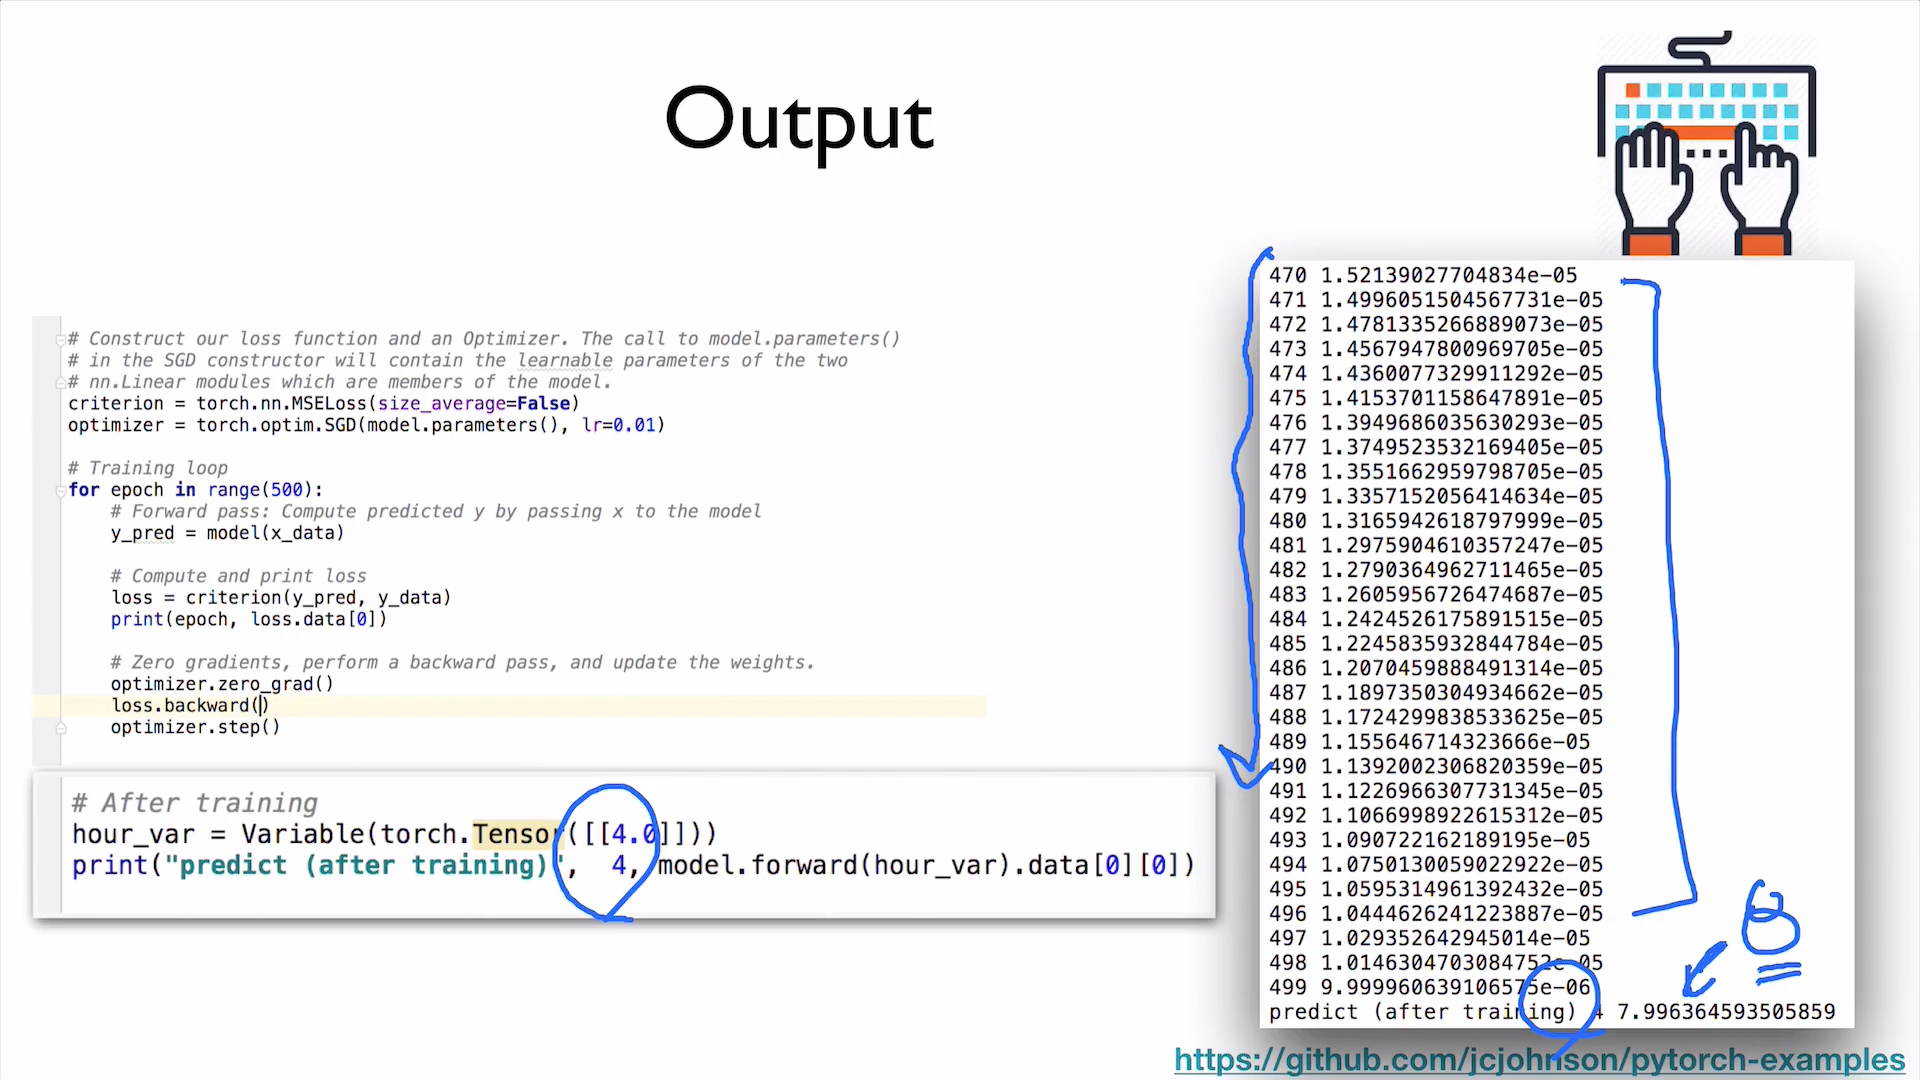 Output
# Construct our loss function and an Optimizer. The call to model.parameters()
# in the SGD constructor will contain the learnable parameters of the two
# nn.Linear modules which are members of the model.
criterion = torch.nn.MSELoss(size_average=False)
optimizer = torch.optim.SGD(model.parameters(), lr=0.01)
# Training loop
for epoch in range(500):
    # Forward pass: Compute predicted y by passing x to the model
    y_pred = model(x_data)
    # Compute and print loss
    loss = criterion(y_pred, y_data)
    print(epoch, loss.data[0])
    # Zero gradients, perform a backward pass, and update the weights.
    optimizer.zero_grad()
    loss.backward()
    optimizer.step()
# After training
hour_var = Variable(torch.Tensor([[4.0]]))
print("predict (after training)", 4, model.forward(hour_var).data[0][0])
470 1.52139027704834e-05
471 1.4996051504567731e-05
472 1.4781335266889073e-05
473 1.4567947800969705e-05
474 1.4360077329911292e-05
475 1.4153701158647891e-05
476 1.3949686035630293e-05
477 1.3749523532169405e-05
478 1.3551662959798705e-05
479 1.3357152056414634e-05
480 1.3165942618797999e-05
481 1.2975904610357247e-05
482 1.2790364962711465e-05
483 1.2605956726474687e-05
484 1.2424526175891515e-05
485 1.2245835932844784e-05
486 1.2070459888491314e-05
487 1.1897350304934662e-05
488 1.1724299838533625e-05
489 1.155646714323666e-05
490 1.1392002306820359e-05
491 1.1226966307731345e-05
492 1.1066998922615312e-05
493 1.090722162189195e-05
494 1.0750130059022922e-05
495 1.0595314961392432e-05
496 1.0444626241223887e-05
497 1.029352642945014e-05
498 1.0146304703084752e-05
499 9.999960639106575e-06
predict (after training) 4 7.996364593505859
8
https://github.com/jcjohnson/pytorch-examples